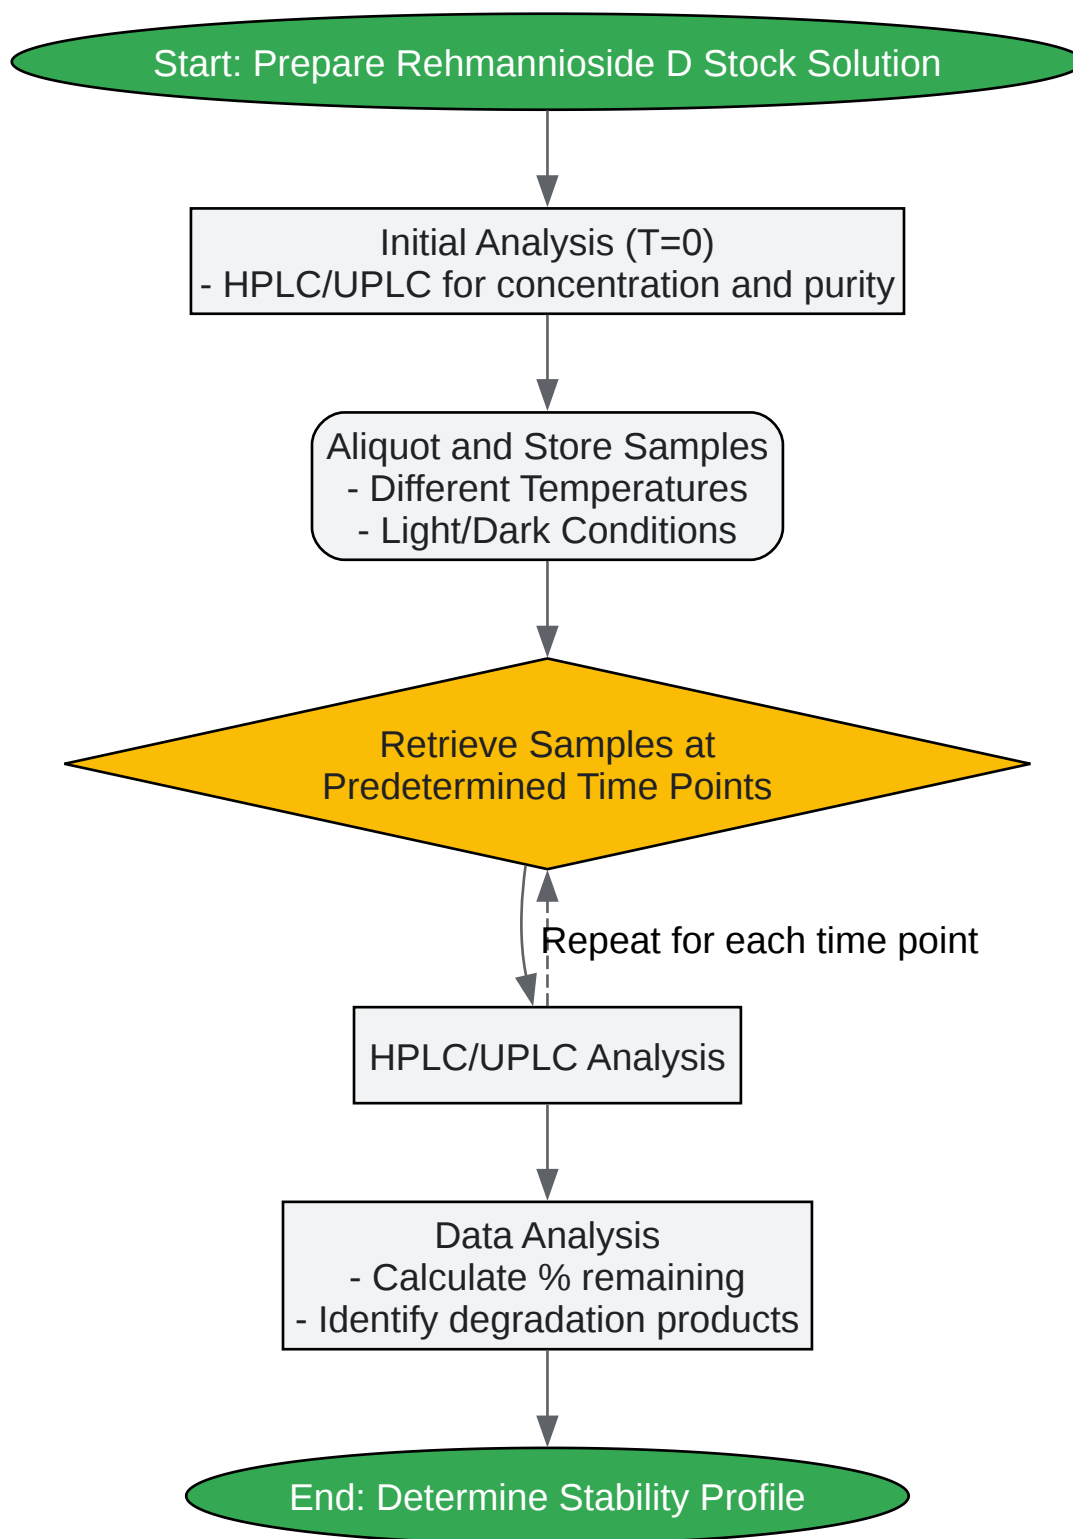 Start: Prepare Rehmannioside D Stock Solution
Initial Analysis (T=0)
- HPLC/UPLC for concentration and purity
Aliquot and Store Samples
- Different Temperatures
- Light/Dark Conditions
Retrieve Samples at
Predetermined Time Points
Repeat for each time point
HPLC/UPLC Analysis
Data Analysis
- Calculate % remaining
- Identify degradation products
End: Determine Stability Profile